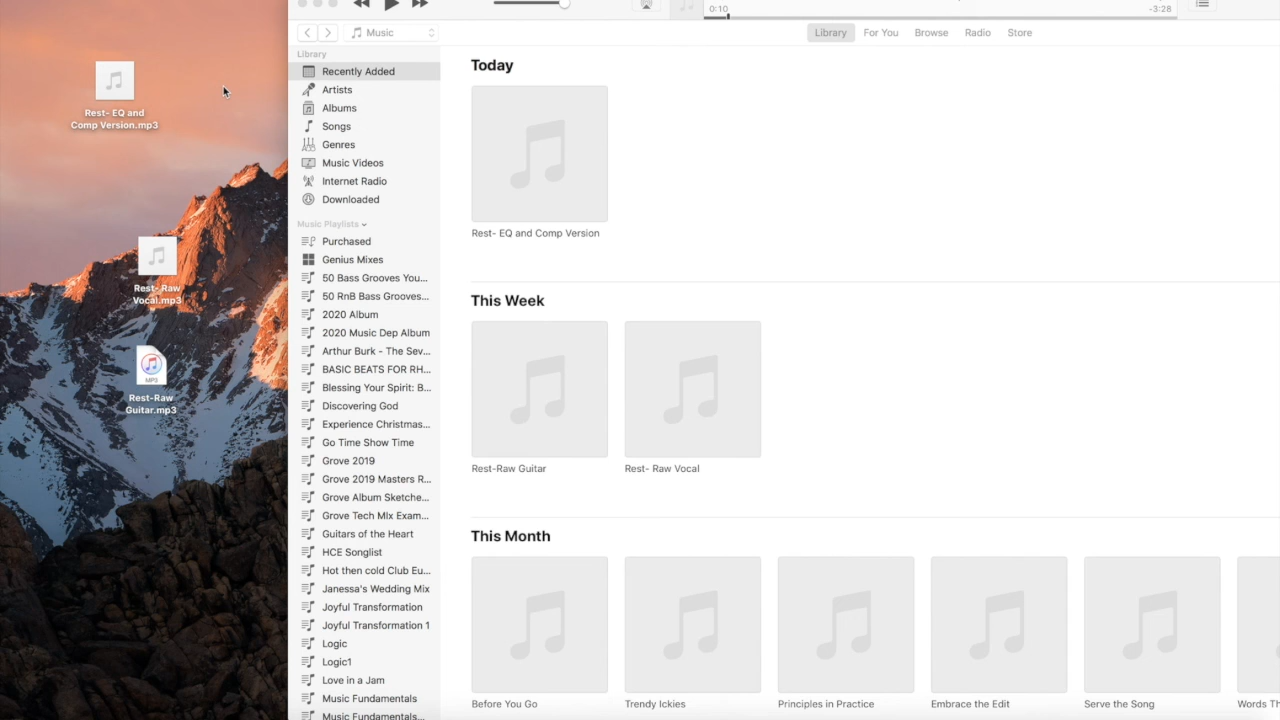 0:10
-3:28
Music
Library
For You
Browse
Radio
Store
Library
Recently Added
Artists
Albums
Songs
Genres
Music Videos
Internet Radio
Downloaded
Music Playlists
Purchased
Genius Mixes
50 Bass Grooves You...
50 RnB Bass Grooves...
2020 Album
2020 Music Dep Album
Arthur Burk - The Sev...
BASIC BEATS FOR RH...
Blessing Your Spirit: B...
Discovering God
Experience Christmas...
Go Time Show Time
Grove 2019
Grove 2019 Masters R...
Grove Album Sketche...
Grove Tech MIx Exam...
Guitars of the Heart
HCE Songlist
Hot then cold Club Eu...
Janessa's Wedding Mix
Joyful Transformation
Joyful Transformation 1
Logic
Logic1
Love in a Jam
Music Fundamentals
Music Fundamentals...
Today
Rest- EQ and Comp Version
This Week
Rest-Raw Guitar
Rest- Raw Vocal
This Month
Before You Go
Trendy Ickies
Principles in Practice
Embrace the Edit
Serve the Song
Words Th
Rest- EQ and
Comp Version.mp3
Rest- Raw
Vocal.mp3
MP3
Rest-Raw
Guitar.mp3